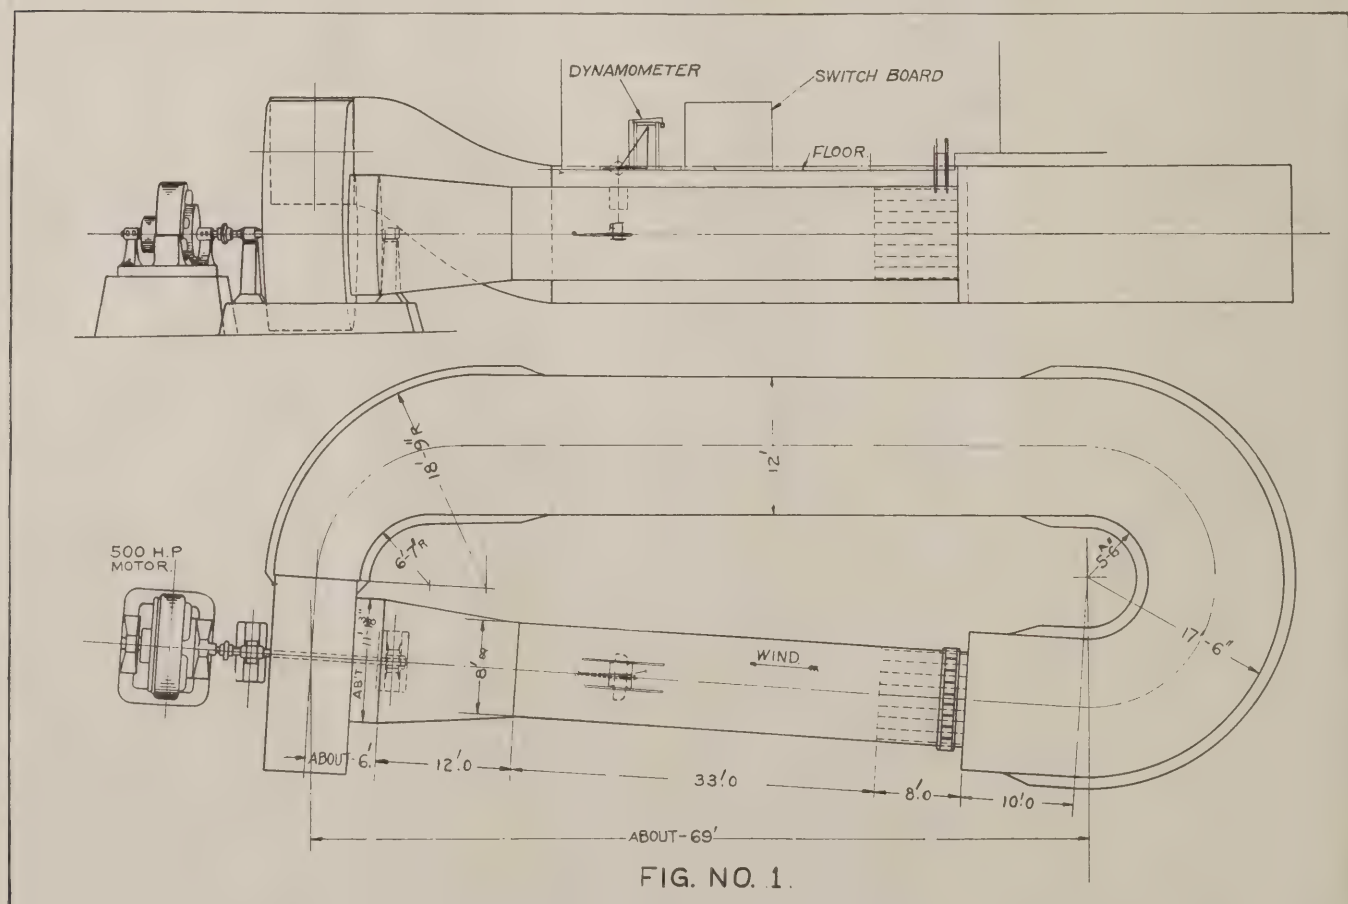 DYNAMOMETER
SWITCH BOARD
FLOOR.
18'-9" R
12'
6'-7" R
5'-6"
17'-6"
500 H.P
MOTOR.
WIND
8'
ABOUT-6'.
12'.0
33'.0
8'.0
10'.0
ABOUT-69'
FIG. NO. 1.